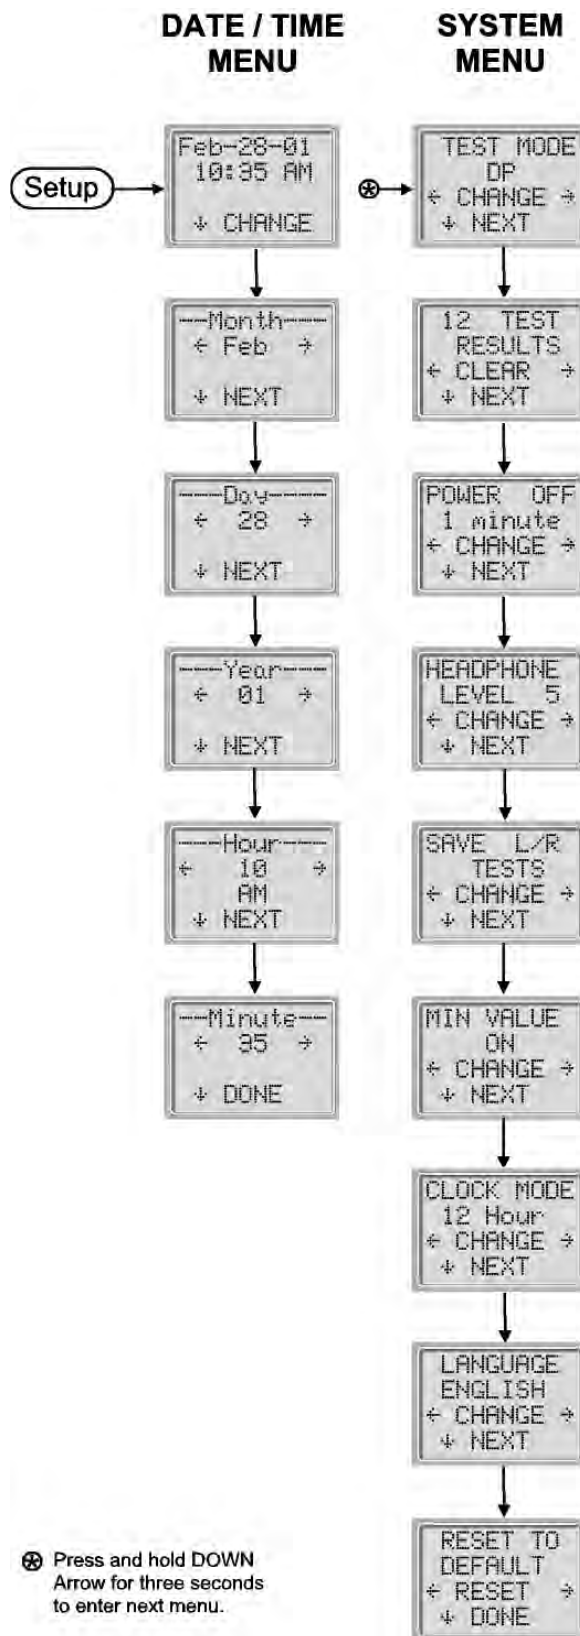 DATE / TIME
MENU
Setup
Feb-28-01
10:35 AM
↓ CHANGE
----Month----
← Feb →
↓ NEXT
-----Day-----
← 28 →
↓ NEXT
-----Year-----
← 01 →
↓ NEXT
-----Hour-----
← 10 →
AM
↓ NEXT
---Minute---
← 35 →
↓ DONE
SYSTEM
MENU
⊛
TEST MODE
DP
← CHANGE →
↓ NEXT
12 TEST
RESULTS
← CLEAR →
↓ NEXT
POWER OFF
1 minute
← CHANGE →
↓ NEXT
HEADPHONE
LEVEL 5
← CHANGE →
↓ NEXT
SAVE L/R
TESTS
← CHANGE →
↓ NEXT
MIN VALUE
ON
← CHANGE →
↓ NEXT
CLOCK MODE
12 Hour
← CHANGE →
↓ NEXT
LANGUAGE
ENGLISH
← CHANGE →
↓ NEXT
RESET TO
DEFAULT
← RESET →
↓ DONE
⊛ Press and hold DOWN
Arrow for three seconds
to enter next menu.